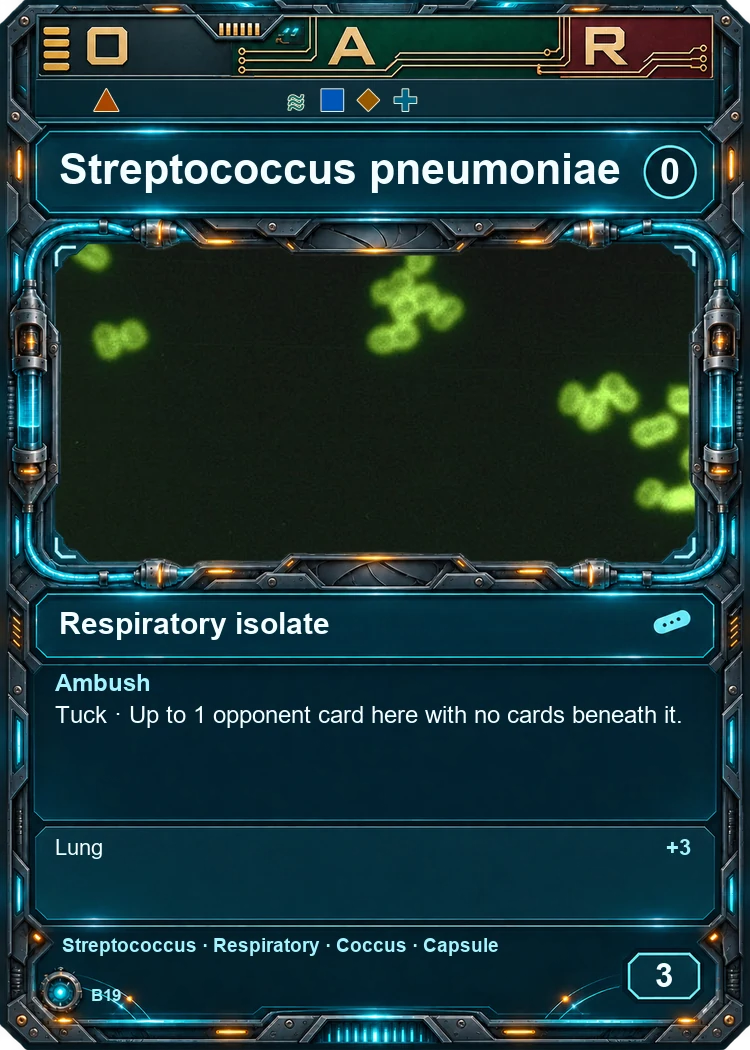 O A R
Streptococcus pneumoniae 0
Respiratory isolate
Ambush
Tuck · Up to 1 opponent card here with no cards beneath it.
Lung +3
Streptococcus · Respiratory · Coccus · Capsule
B19 3